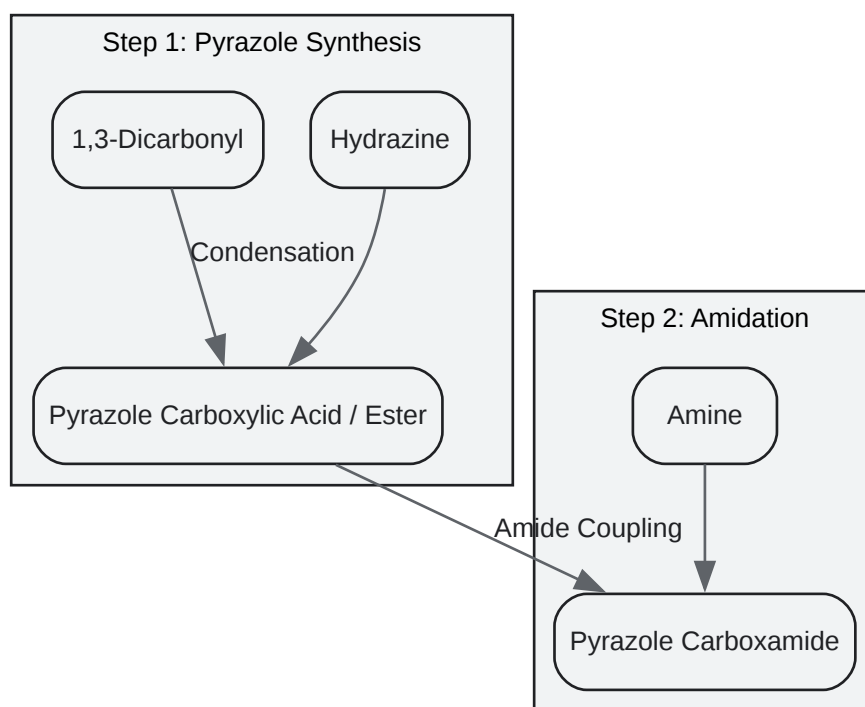 Step 1: Pyrazole Synthesis
1,3-Dicarbonyl
Hydrazine
Condensation
Pyrazole Carboxylic Acid / Ester
Step 2: Amidation
Amine
Amide Coupling
Pyrazole Carboxamide